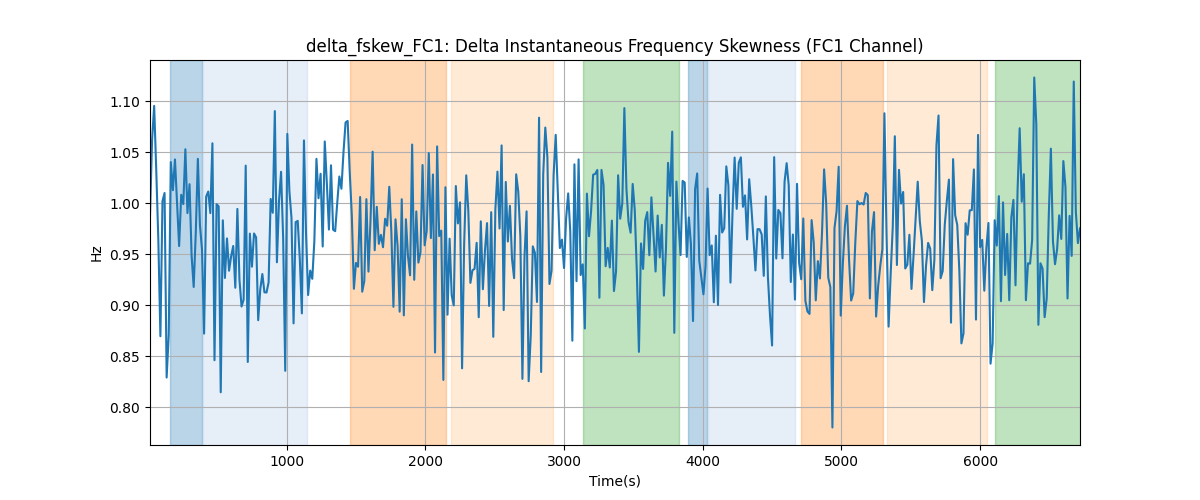 delta_fskew_FC1: Delta Instantaneous Frequency Skewness (FC1 Channel)
1.10
1.05
1.00
0.95
0.90
0.85
0.80
Hz
1000 2000 3000 4000 5000 6000
Time(s)